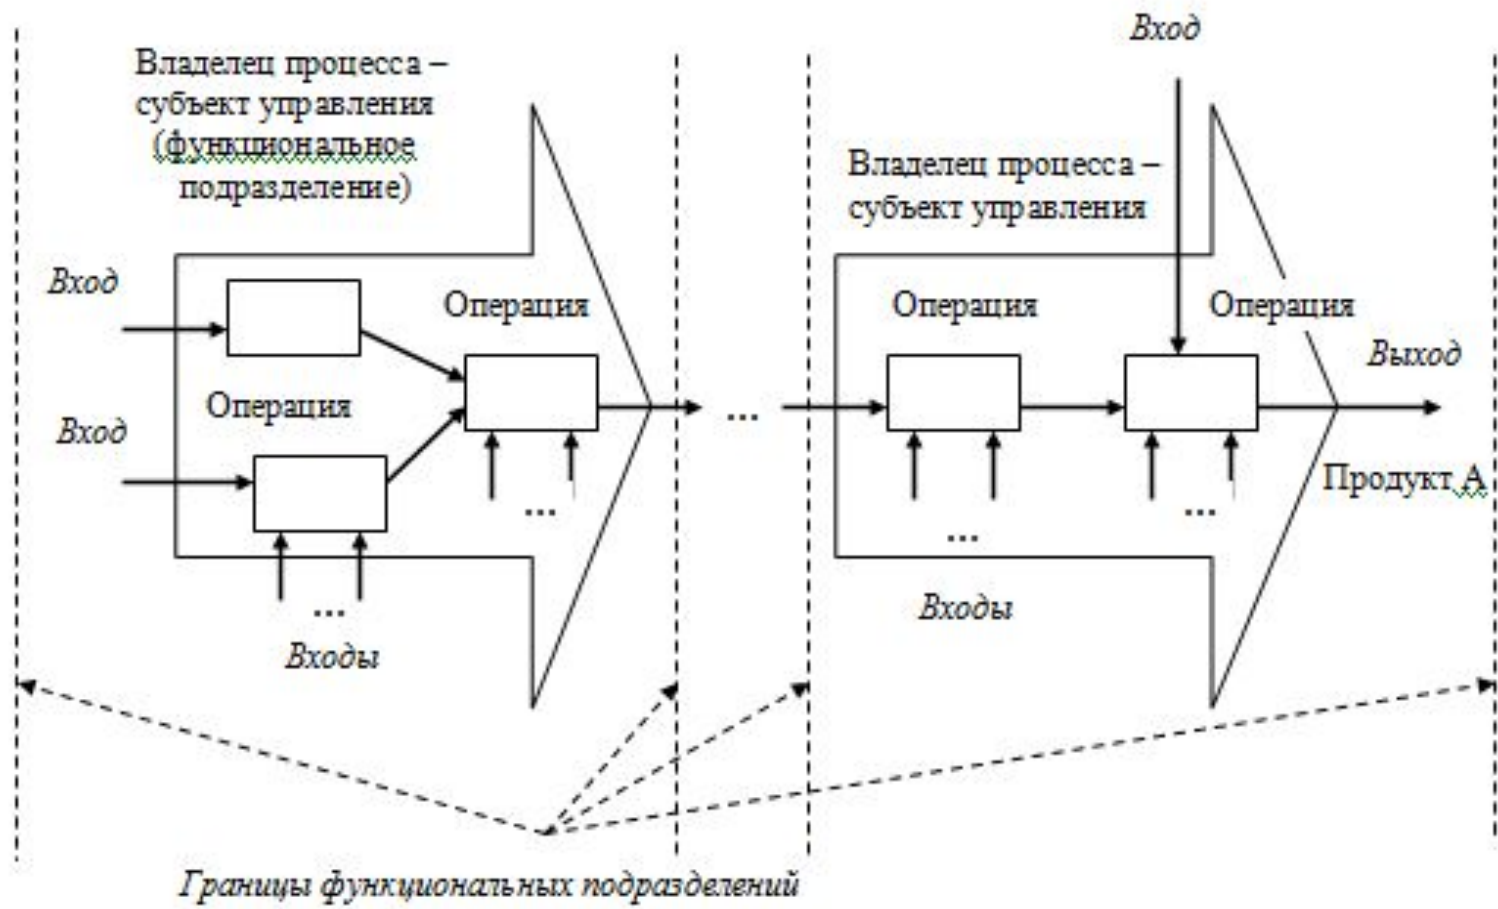 Вход
Владелец процесса –
субъект управления
(функциональное
подразделение)
Владелец процесса –
субъект управления
Вход
Операция
Операция
Операция
Выход
Операция
Вход
...
Продукт А
...
...
...
...
Входы
Входы
Границы функциональных подразделений